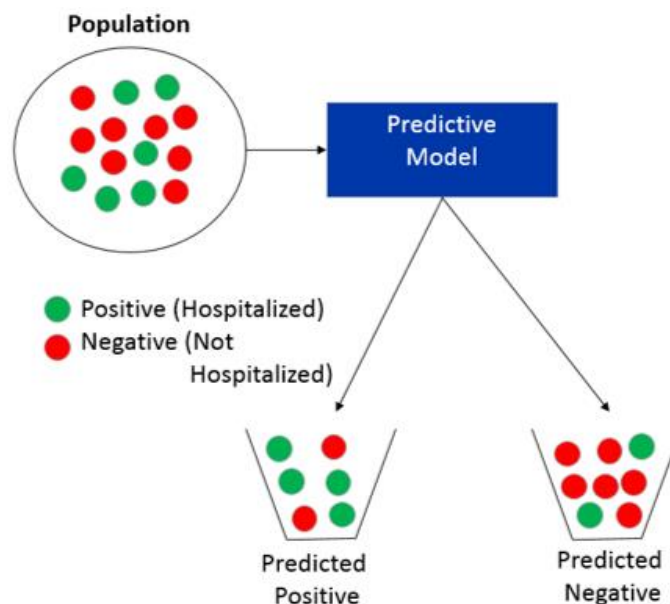 Population
Predictive
Model
Positive (Hospitalized)
Negative (Not
Hospitalized)
Predicted
Positive
Predicted
Negative